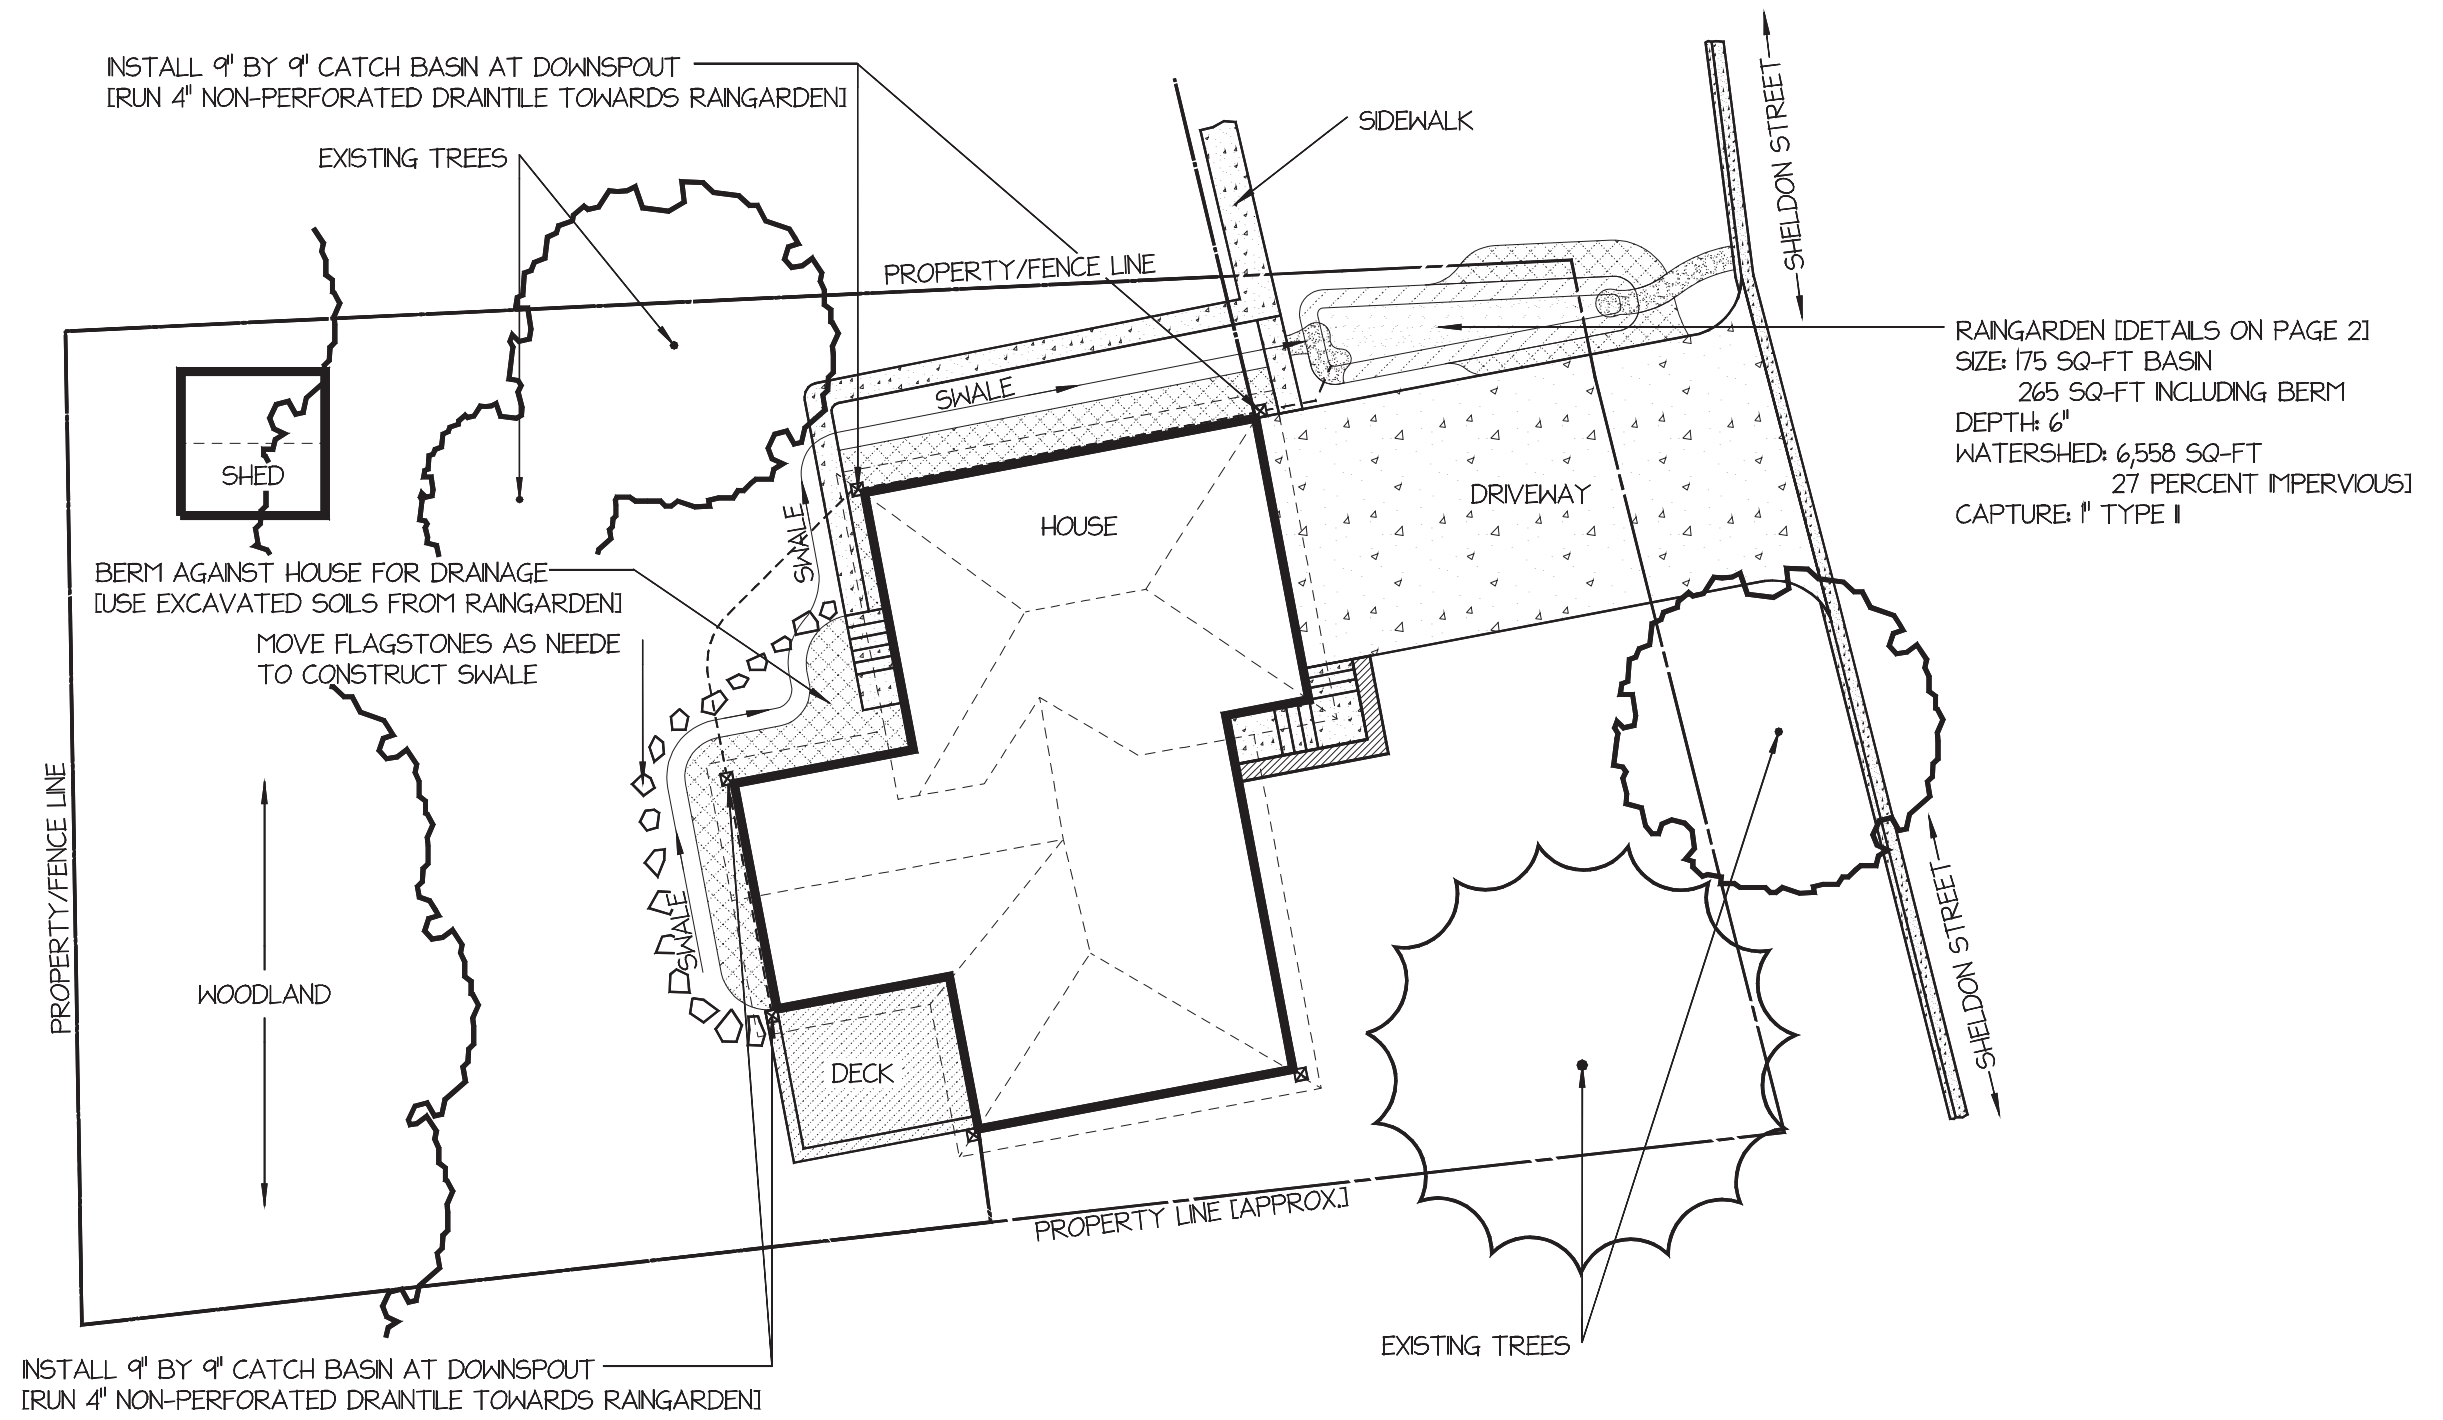 INSTALL 9" BY 9" CATCH BASIN AT DOWNSPOUT
[RUN 4" NON-PERFORATED DRAINTILE TOWARDS RAINGARDEN]
EXISTING TREES
SIDEWALK
SHELDON STREET
PROPERTY/FENCE LINE
RAINGARDEN [DETAILS ON PAGE 2]
SIZE: 175 SQ-FT BASIN
265 SQ-FT INCLUDING BERM
DEPTH: 6"
WATERSHED: 6,558 SQ-FT
27 PERCENT IMPERVIOUS]
CAPTURE: 1" TYPE II
SWALE
SHED
DRIVEWAY
HOUSE
SWALE
BERM AGAINST HOUSE FOR DRAINAGE
[USE EXCAVATED SOILS FROM RAINGARDEN]
MOVE FLAGSTONES AS NEEDE
TO CONSTRUCT SWALE
PROPERTY/FENCE LINE
SWALE
WOODLAND
SHELDON STREET
DECK
PROPERTY LINE [APPROX.]
EXISTING TREES
INSTALL 9" BY 9" CATCH BASIN AT DOWNSPOUT
[RUN 4" NON-PERFORATED DRAINTILE TOWARDS RAINGARDEN]